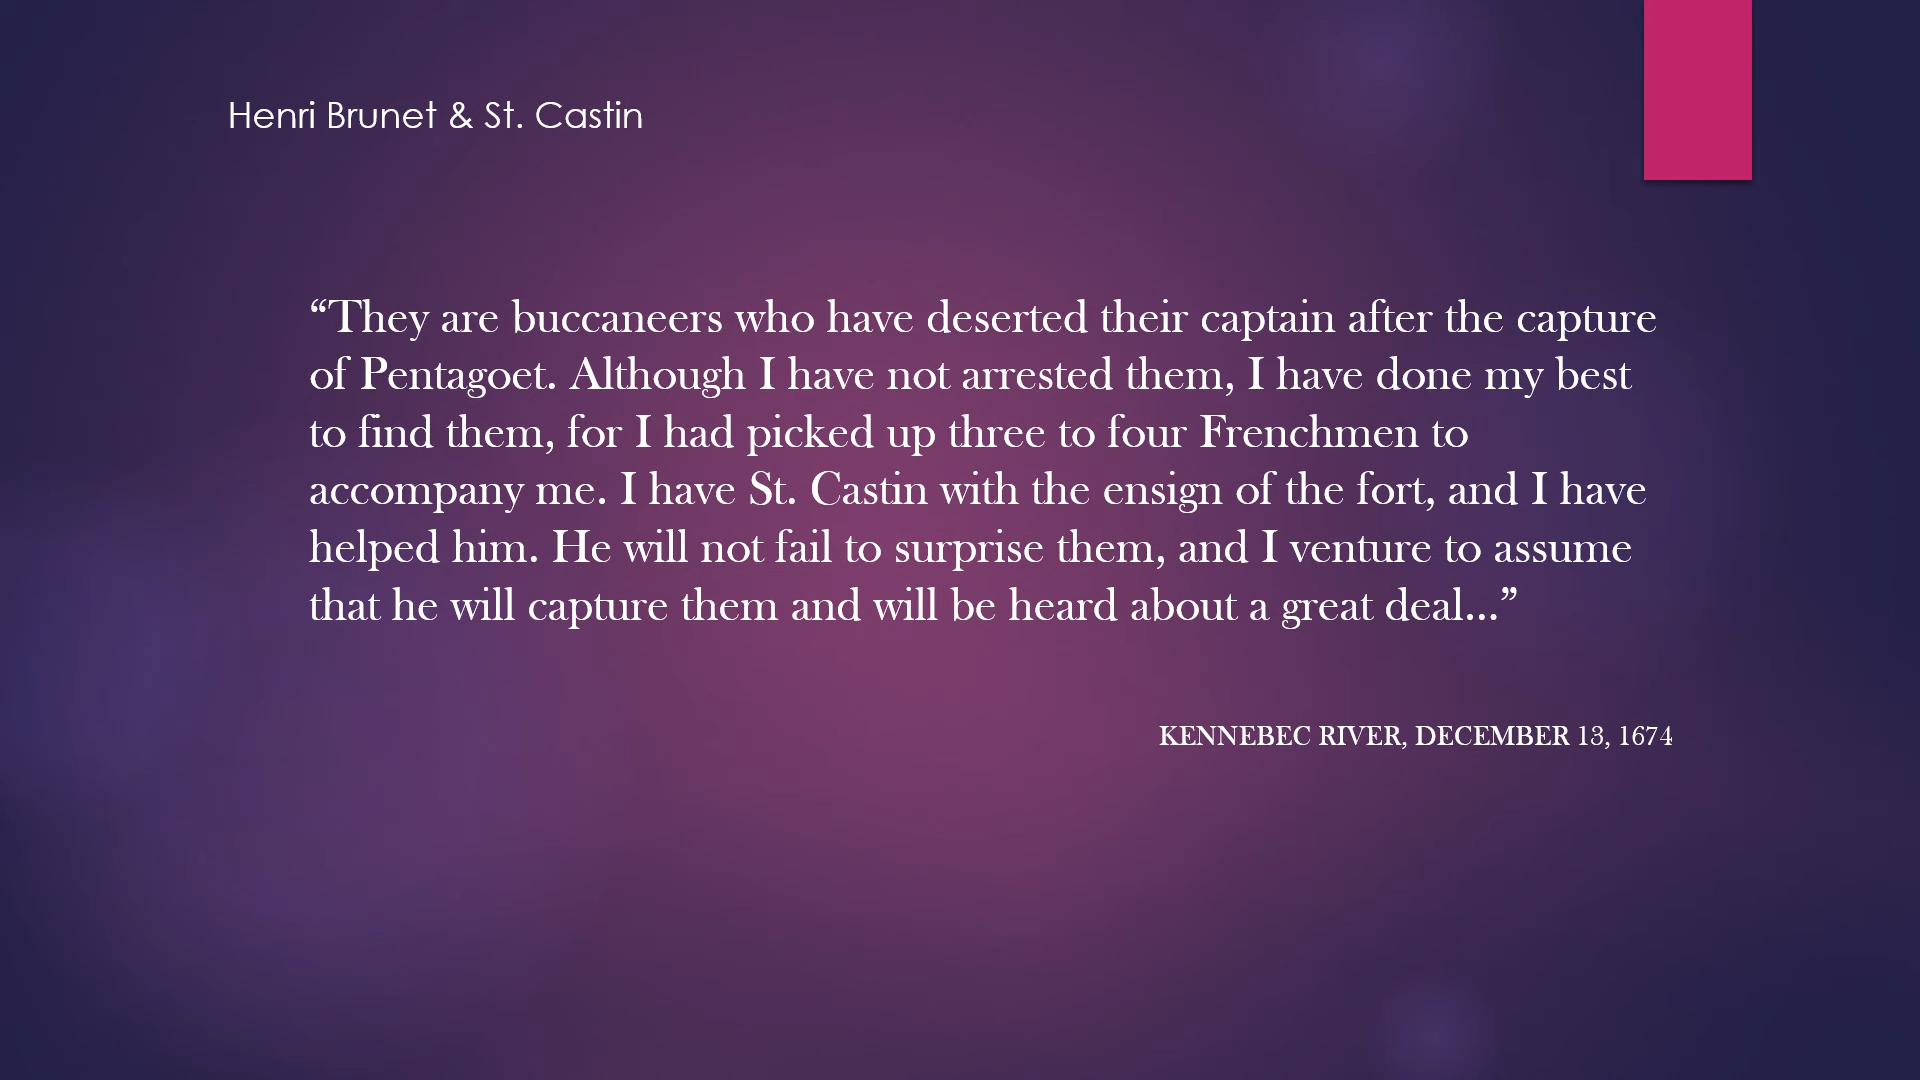 Henri Brunet & St. Castin
“They are buccaneers who have deserted their captain after the capture
of Pentagoet. Although I have not arrested them, I have done my best
to find them, for I had picked up three to four Frenchmen to
accompany me. I have St. Castin with the ensign of the fort, and I have
helped him. He will not fail to surprise them, and I venture to assume
that he will capture them and will be heard about a great deal…”
KENNEBEC RIVER, DECEMBER 13, 1674